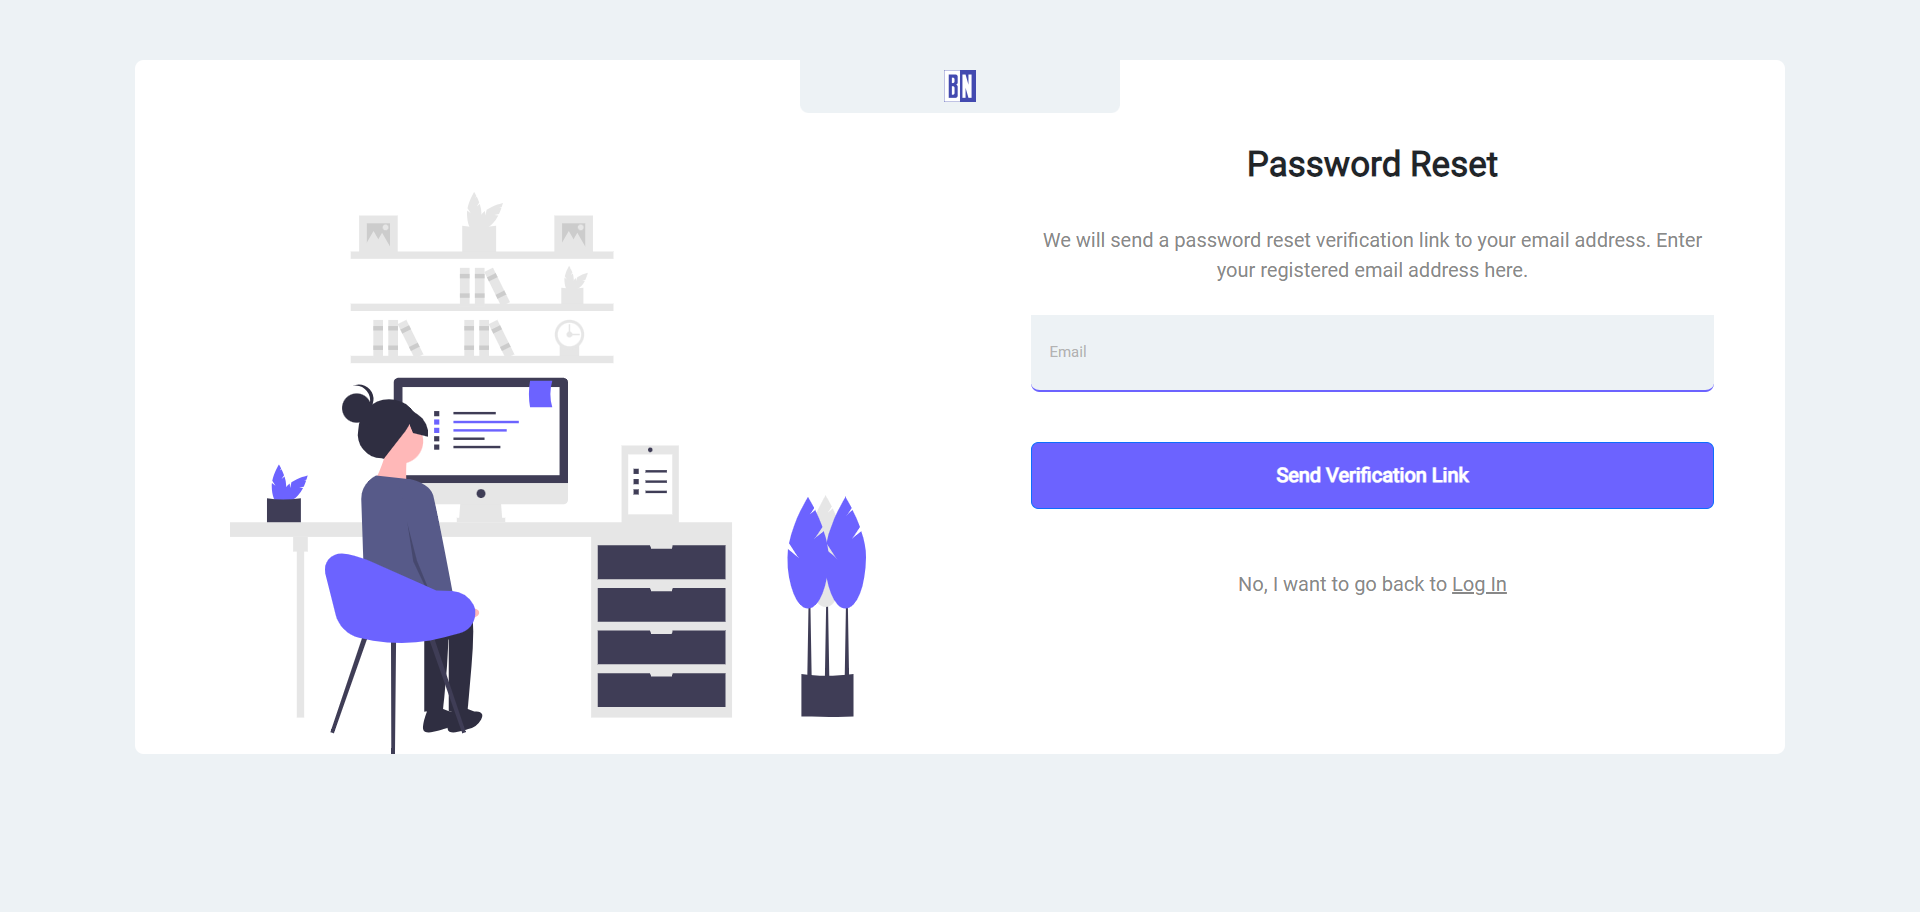 BN
Password Reset
We will send a password reset verification link to your email address. Enter
your registered email address here.
Email
Send Verification Link
No, I want to go back to Log In